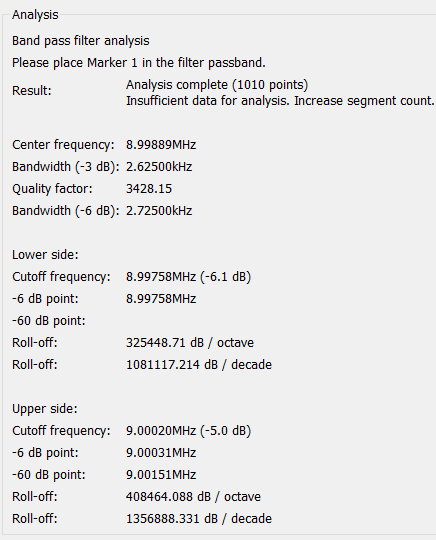 Analysis
Band pass filter analysis
Please place Marker 1 in the filter passband.
Result: Analysis complete (1010 points)
Insufficient data for analysis. Increase segment count.
Center frequency: 8.99889MHz
Bandwidth (-3 dB): 2.62500kHz
Quality factor: 3428.15
Bandwidth (-6 dB): 2.72500kHz
Lower side:
Cutoff frequency: 8.99758MHz (-6.1 dB)
-6 dB point: 8.99758MHz
-60 dB point:
Roll-off: 325448.71 dB / octave
Roll-off: 1081117.214 dB / decade
Upper side:
Cutoff frequency: 9.00020MHz (-5.0 dB)
-6 dB point: 9.00031MHz
-60 dB point: 9.00151MHz
Roll-off: 408464.088 dB / octave
Roll-off: 1356888.331 dB / decade